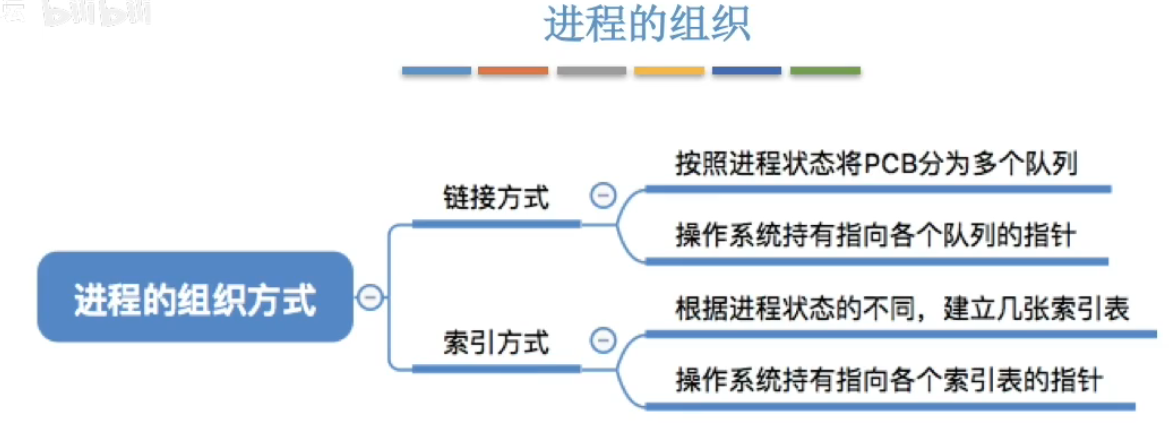 进程的组织
按照进程状态将PCB分为多个队列
链接方式
操作系统持有指向各个队列的指针
进程的组织方式
根据进程状态的不同，建立几张索引表
索引方式
操作系统持有指向各个索引表的指针